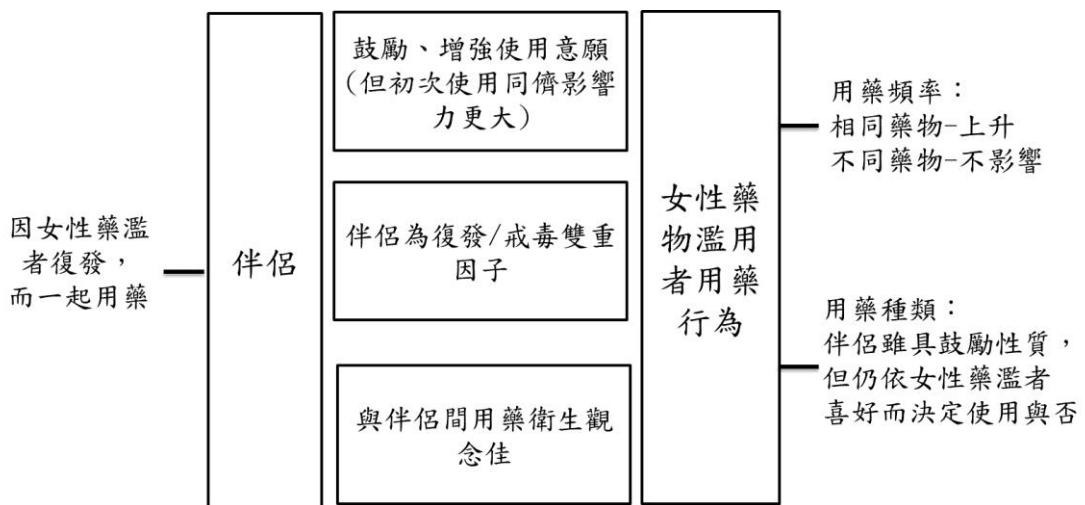 因女性藥濫
者復發，
而一起用藥
伴侶
鼓勵、增強使用意願
(但初次使用同儕影響
力更大)
伴侶為復發/戒毒雙重
因子
與伴侶間用藥衛生觀
念佳
女性藥
物濫用
者用藥
行為
用藥頻率：
相同藥物-上升
不同藥物-不影響
用藥種類：
伴侶雖具鼓勵性質，
但仍依女性藥濫者
喜好而決定使用與否